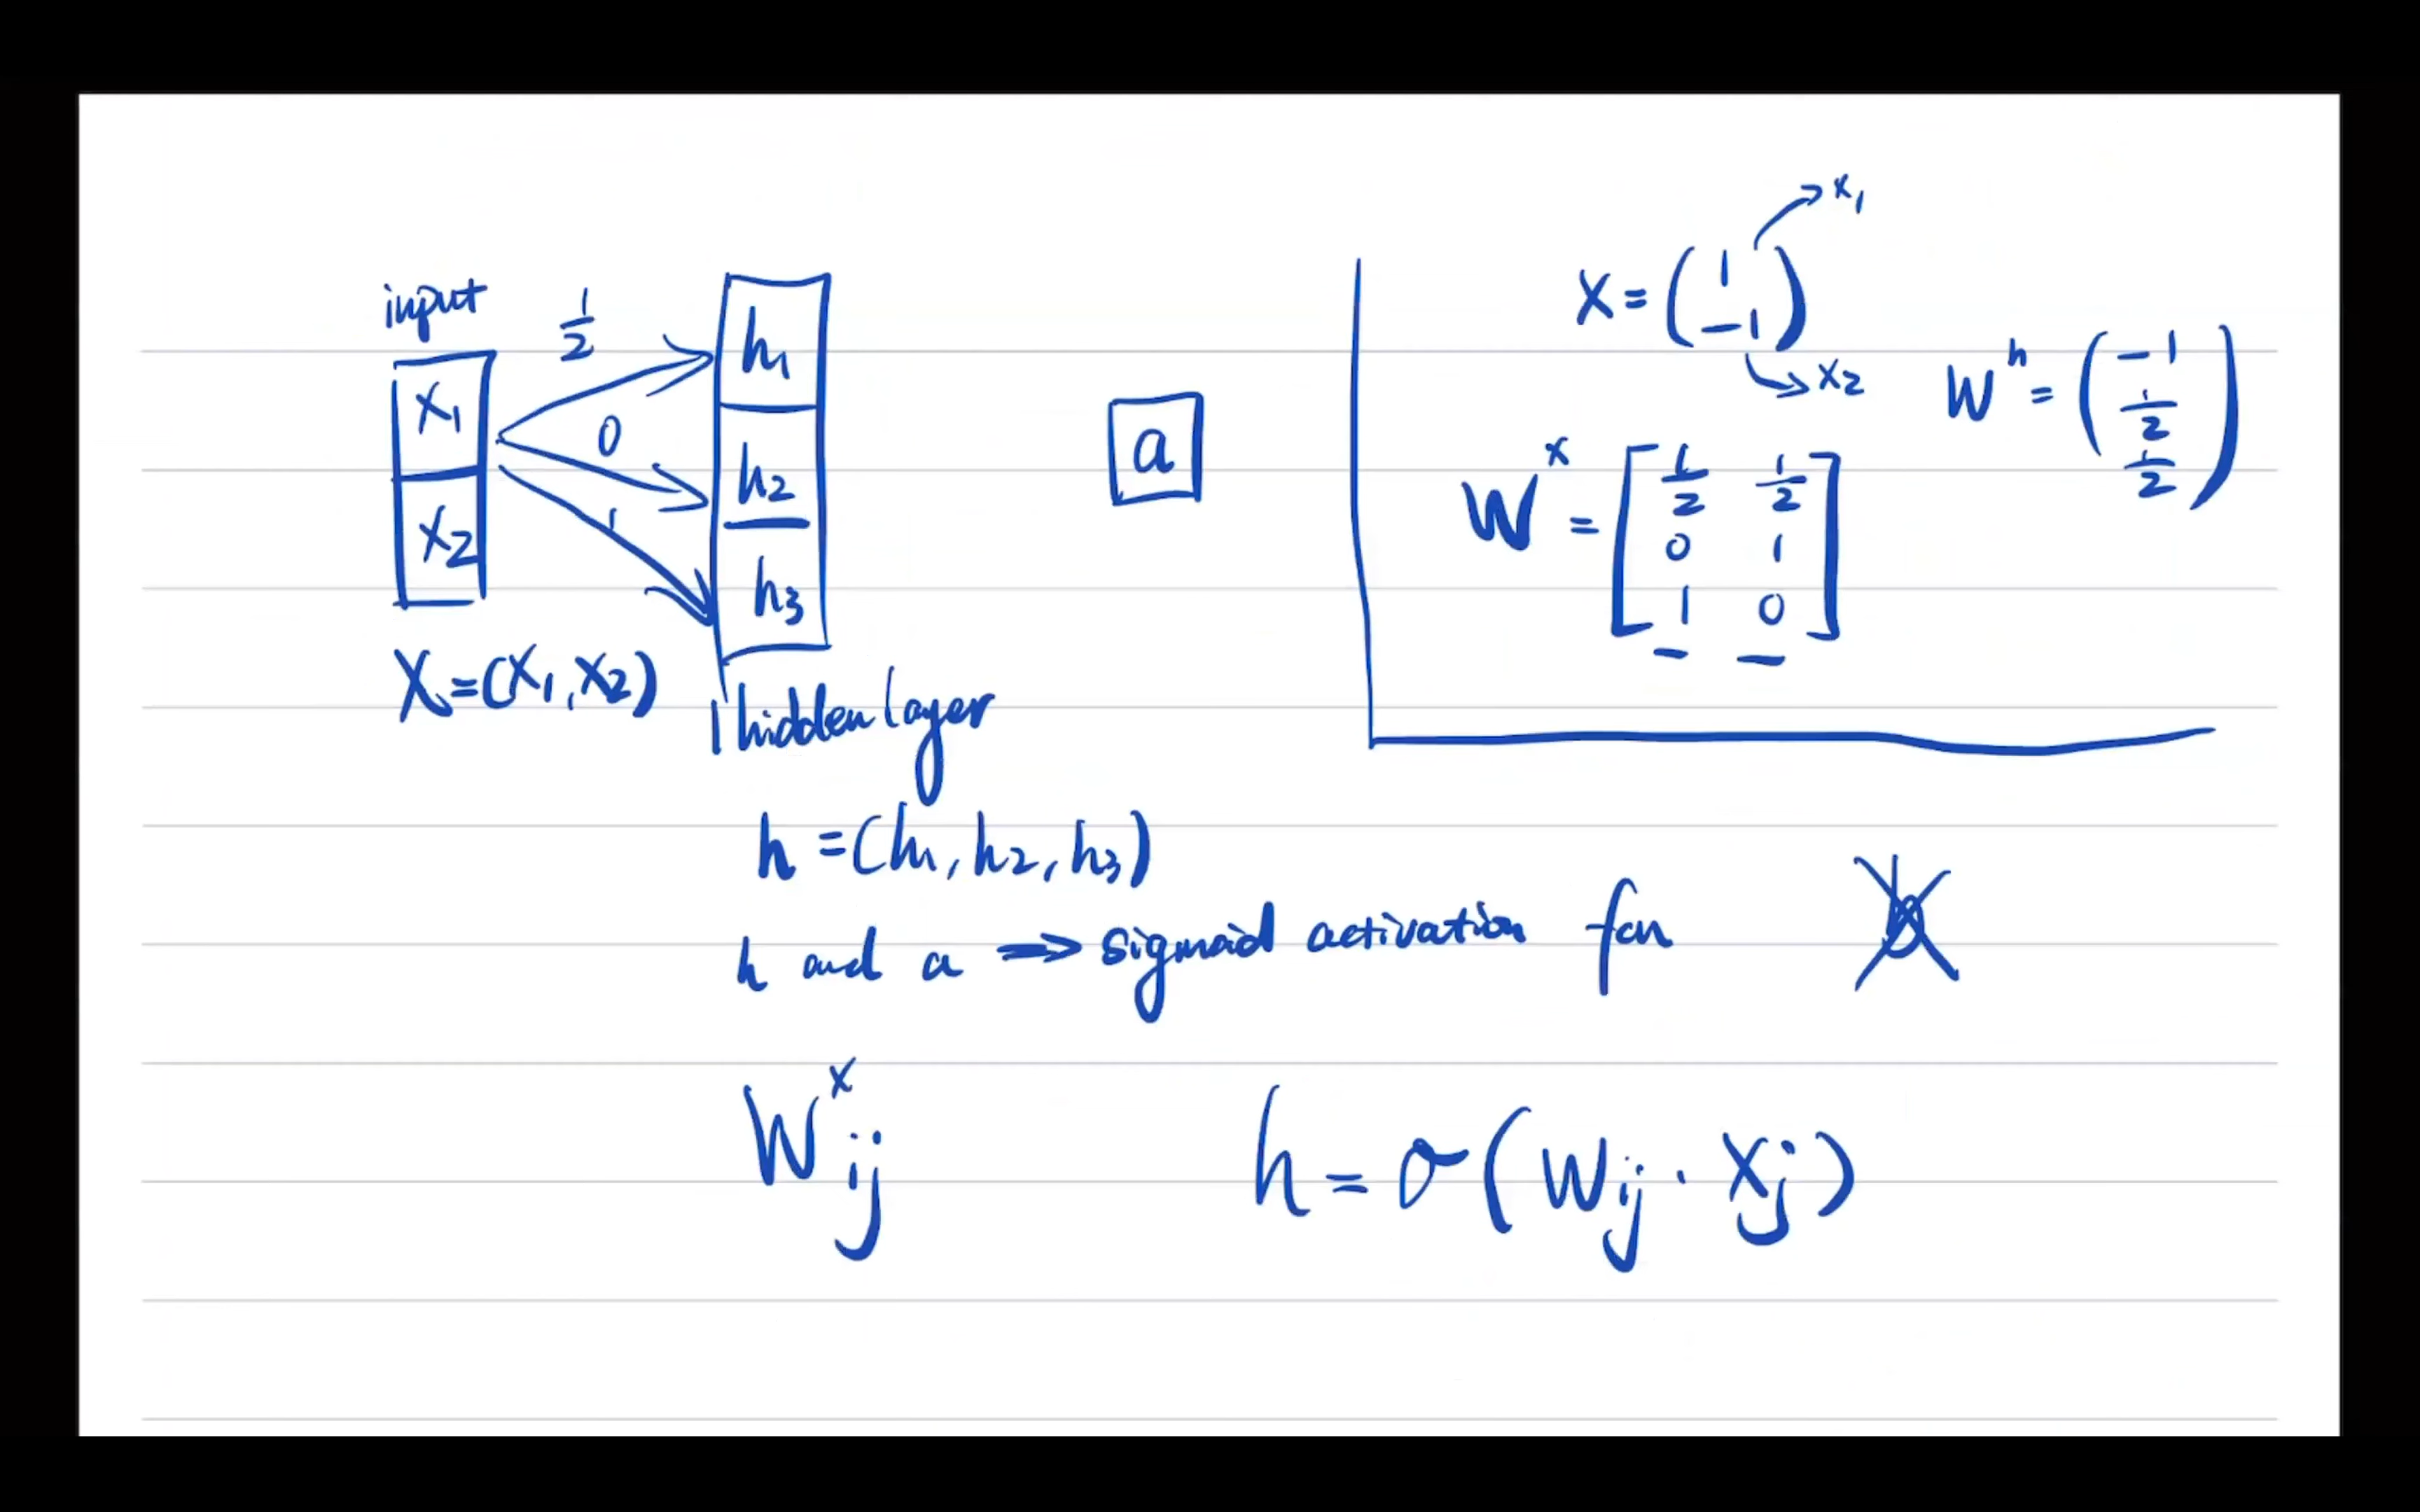 input
1/2
x1
0
x2
1
X=(x1,x2)
h1
h2
h3
1 hidden layer
a
X=(1
-1)
→x1
→x2
W^x=[1/2 1/2
0 1
1 0]
W^h=(-1
1/2
1/2)
h=(h1,h2,h3)
h and a ⇒ sigmoid activation fcn
W^x_ij
h=σ(W_ij·X_j)